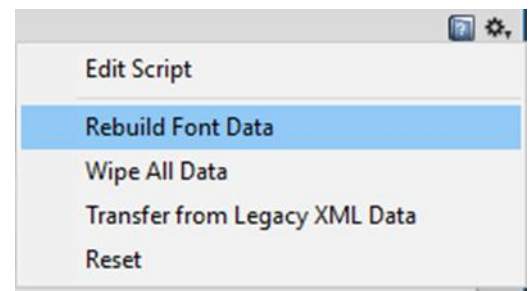 Edit Script
Rebuild Font Data
Wipe All Data
Transfer from Legacy XML Data
Reset